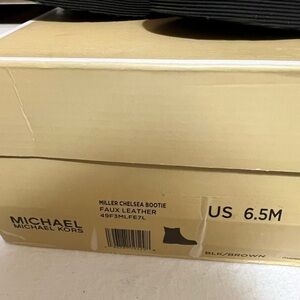 MILLER CHELSEA BOOTIE
FAUX LEATHER
49F3MLFE7L
US 6.5M
MICHAEL
MICHAEL KORS
BLK/BROWN